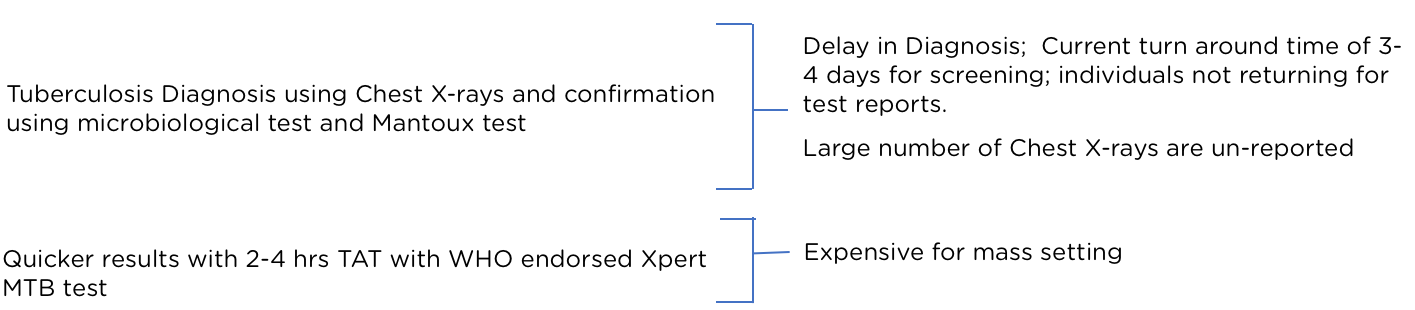 Tuberculosis Diagnosis using Chest X-rays and confirmation
using microbiological test and Mantoux test
Delay in Diagnosis;  Current turn around time of 3-
4 days for screening; individuals not returning for
test reports.
Large number of Chest X-rays are un-reported
Quicker results with 2-4 hrs TAT with WHO endorsed Xpert
MTB test
Expensive for mass setting